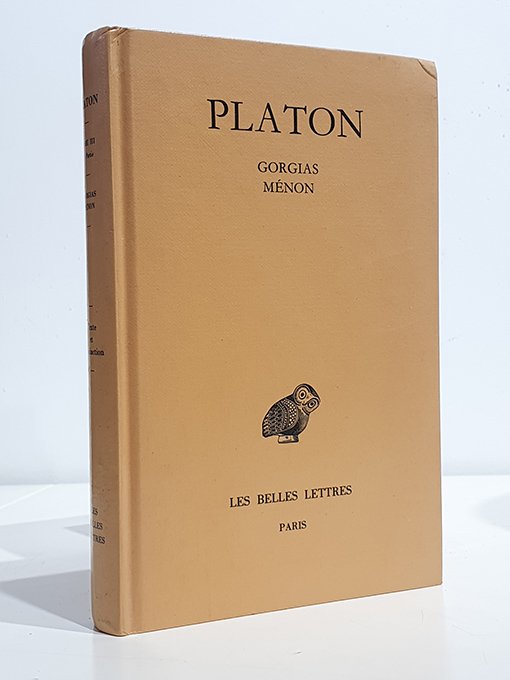 PLATON
GORGIAS
MÉNON
LES BELLES LETTRES
PARIS